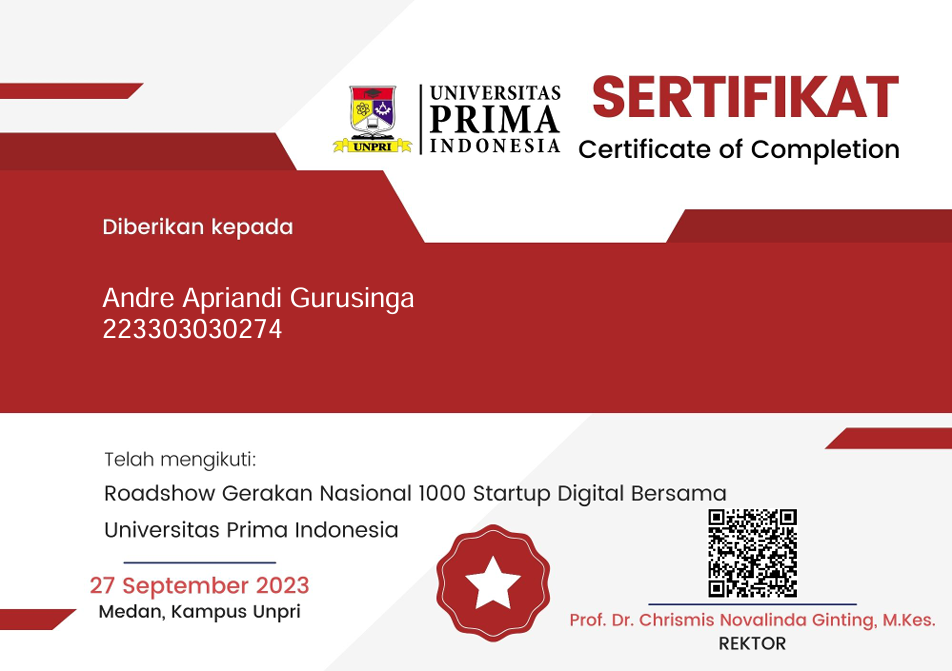 UNPRI
UNIVERSITAS
PRIMA
INDONESIA
SERTIFIKAT
Certificate of Completion
Diberikan kepada
Andre Apriandi Gurusinga
223303030274
Telah mengikuti:
Roadshow Gerakan Nasional 1000 Startup Digital Bersama
Universitas Prima Indonesia
27 September 2023
Medan, Kampus Unpri
Prof. Dr. Chrismis Novalinda Ginting, M.Kes.
REKTOR